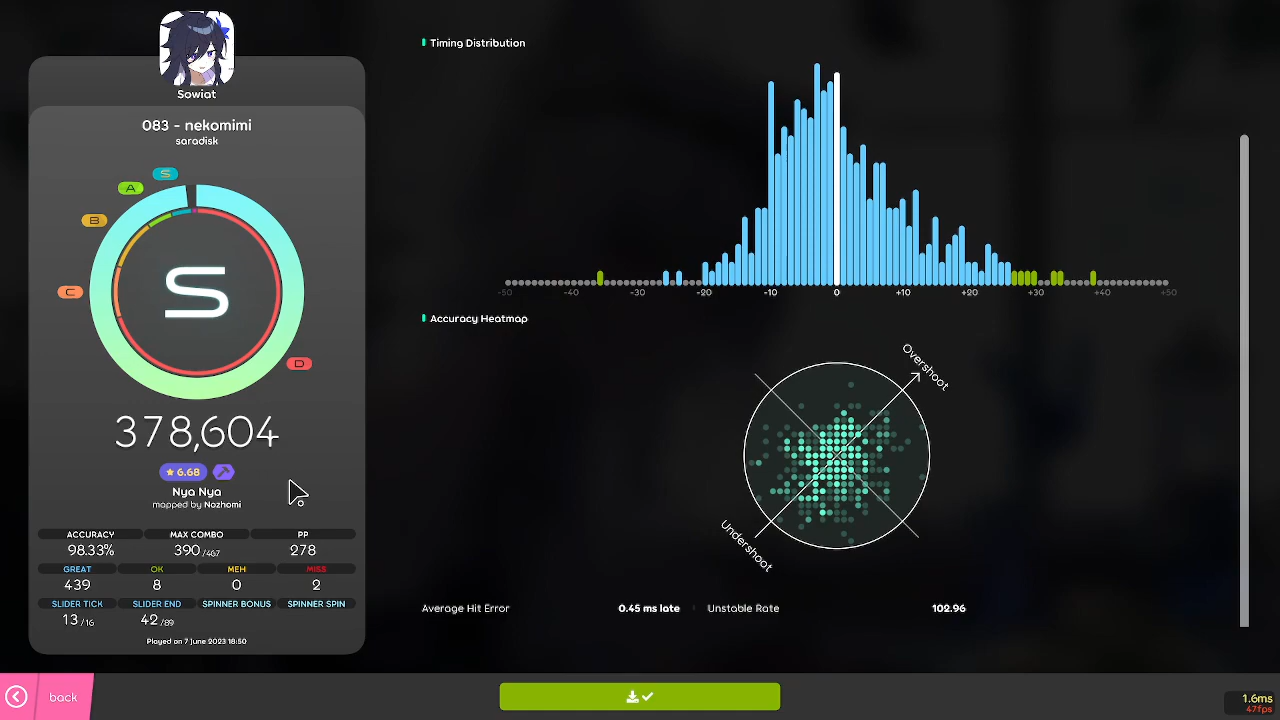 Sowiat
083 - nekomimi
saradisk
S
A
B
C
D
S
378,604
★ 6.68
Nya Nya
mapped by Nazhomi
ACCURACY MAX COMBO PP
98.33% 390/467 278
GREAT OK MEH MISS
439 8 0 2
SLIDER TICK SLIDER END SPINNER BONUS SPINNER SPIN
13/16 42/89
Played on 7 June 2023 18:50
Timing Distribution
-50 -40 -30 -20 -10 0 +10 +20 +30 +40 +50
Accuracy Heatmap
Overshoot
Undershoot
Average Hit Error 0.45 ms late Unstable Rate 102.96
back
1.6ms
47fps